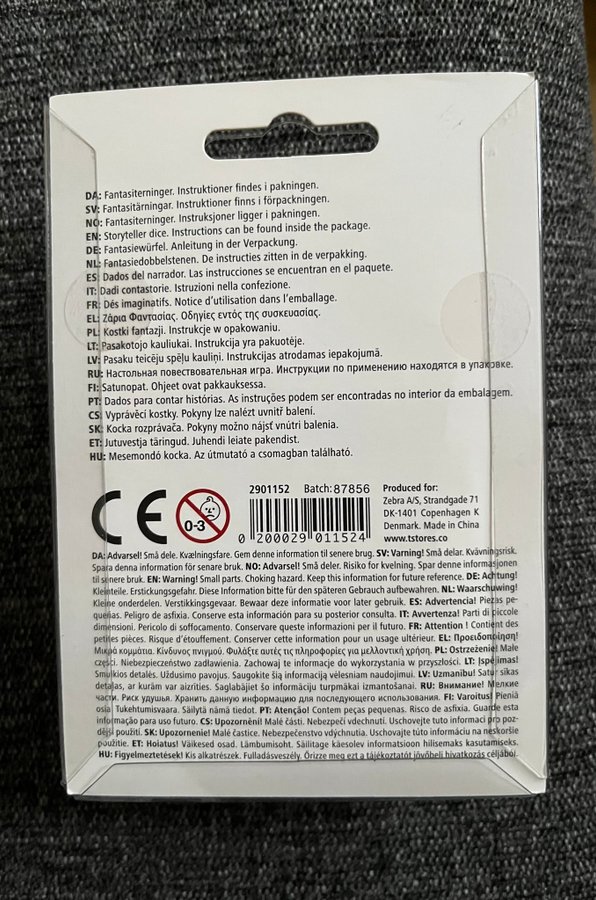 DA: Fantasiterninger. Instruktioner findes i pakningen.
SV: Fantasitärningar. Instruktioner finns i förpackningen.
NO: Fantasiterninger. Instruksjoner ligger i pakningen.
EN: Storyteller dice. Instructions can be found inside the package.
DE: Fantasiewürfel. Anleitung in der Verpackung.
NL: Fantasiedobbelstenen. De instructies zitten in de verpakking.
ES: Dados del narrador. Las instrucciones se encuentran en el paquete.
IT: Dadi contastorie. Istruzioni nella confezione.
FR: Dés imaginatifs. Notice d'utilisation dans l'emballage.
EL: Ζάρια Φαντασίας. Οδηγίες εντός της συσκευασίας.
PL: Kostki fantazji. Instrukcje w opakowaniu.
LT: Pasakotojo kauliukai. Instrukcija yra pakuotėje.
LV: Pasaku teicēju spēļu kauliņi. Instrukcijas atrodamas iepakojumā.
RU: Настольная повествовательная игра. Инструкции по применению находятся в упаковке.
FI: Satunopat. Ohjeet ovat pakkauksessa.
PT: Dados para contar histórias. As instruções podem ser encontradas no interior da embalagem.
CS: Vyprávěcí kostky. Pokyny lze nalézt uvnitř balení.
SK: Kocka rozprávača. Pokyny možno nájsť vnútri balenia.
ET: Jutuvestja täringud. Juhendi leiate pakendist.
HU: Mesemondó kocka. Az útmutató a csomagban található.
CE
0-3
2901152 Batch: 87856
0 200029 011524
Produced for:
Zebra A/S, Strandgade 71
DK-1401 Copenhagen K
Denmark. Made in China
www.tstores.co
DA: Advarsel! Små dele. Kvælningsfare. Gem denne information til senere brug. SV: Varning! Små delar. Kvävningsrisk.
Spara denna information för senare bruk. NO: Advarsel! Små deler. Risiko for kvelning. Spar denne informasjonen
til senere bruk. EN: Warning! Small parts. Choking hazard. Keep this information for future reference. DE: Achtung!
Kleinteile. Erstickungsgefahr. Diese Information bitte für den späteren Gebrauch aufbewahren. NL: Waarschuwing!
Kleine onderdelen. Verstikkingsgevaar. Bewaar deze informatie voor later gebruik. ES: Advertencia! Piezas pe-
queñas. Peligro de asfixia. Conserve esta información para su posterior consulta. IT: Avvertenza! Parti di piccole
dimensioni. Pericolo di soffocamento. Conservare queste informazioni per il futuro. FR: Attention ! Contient des
petites pièces. Risque d'étouffement. Conserver cette information pour un usage ultérieur. EL: Προειδοποίηση!
Μικρά κομμάτια. Κίνδυνος πνιγμού. Φυλάξτε αυτές τις πληροφορίες για μελλοντική χρήση. PL: Ostrzeżenie! Małe
części. Niebezpieczeństwo zadławienia. Zachowaj te informacje do wykorzystania w przyszłości. LT: Įspėjimas!
Smulkios detalės. Uždusimo pavojus. Saugokite šią informaciją vėlesniam naudojimui. LV: Uzmanību! Satur sīkas
detaļas, ar kurām var aizrīties. Saglabājiet šo informāciju turpmākai izmantošanai. RU: Внимание! Мелкие
части. Риск удушья. Хранить данную информацию для последующего использования. FI: Varoitus! Pieniä
osia. Tukehtumisvaara. Säilytä nämä tiedot. PT: Atenção! Contém peças pequenas. Risco de asfixia. Guarde esta
informação para uso futuro. CS: Upozornění! Malé části. Nebezpečí vdechnutí. Uschovejte tuto informaci pro poz-
dější použití. SK: Upozornenie! Malé častice. Nebezpečenstvo vdýchnutia. Uschovajte túto informáciu na neskoršie
použitie. ET: Hoiatus! Väikesed osad. Lämbumisoht. Säilitage käesolev informatsioon hilisemaks kasutamiseks.
HU: Figyelmeztetések! Kis alkatrészek. Fulladásveszély. Őrizze meg ezt a tájékoztatót jövőbeli hivatkozás céljából.